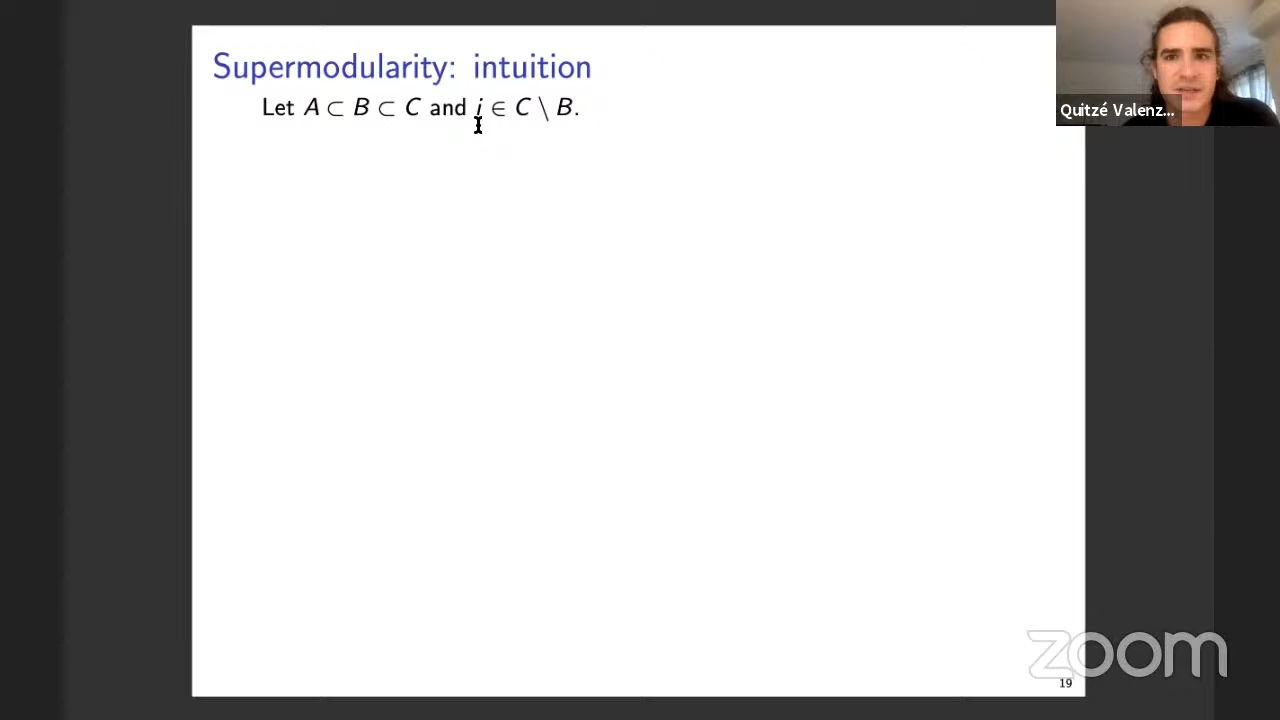 Supermodularity: intuition
Let A ⊂ B ⊂ C and i ∈ C \ B.
Quitzé Valenz...
zoom
19